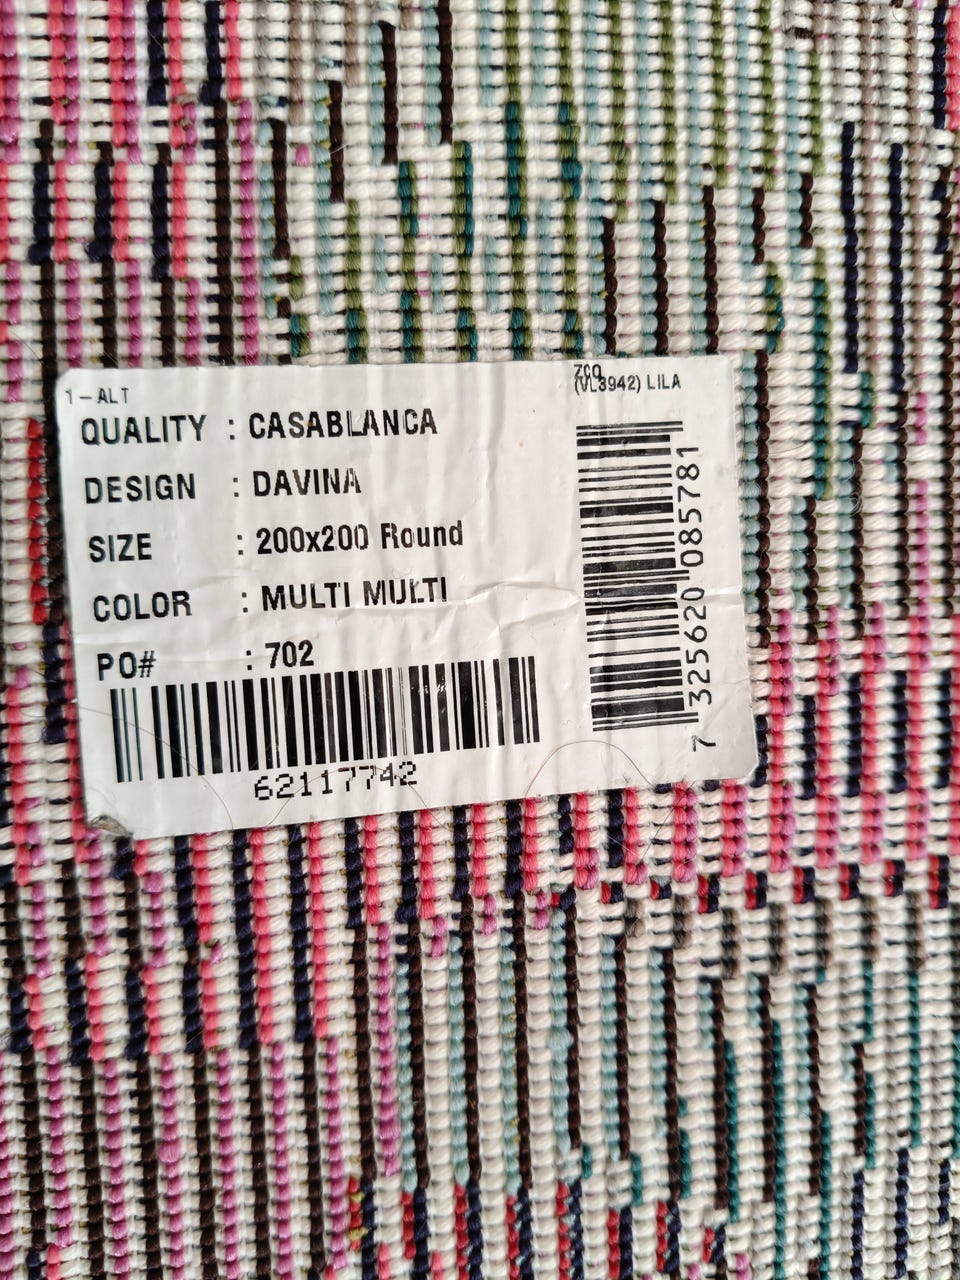 1-ALT
QUALITY : CASABLANCA
DESIGN : DAVINA
SIZE : 200x200 Round
COLOR : MULTI MULTI
PO# : 702
62117742
ZCQ
(VL3942) LILA
7 325620 085781